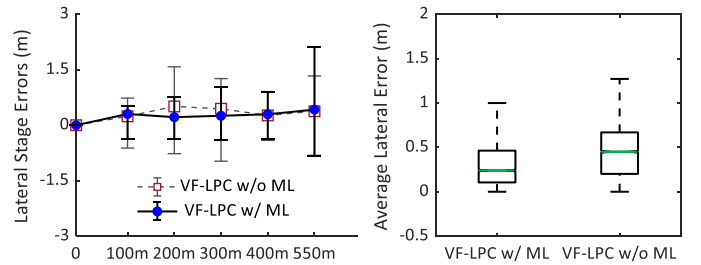 Lateral Stage Errors (m)
3
1.5
0
-1.5
-3
VF-LPC w/o ML
VF-LPC w/ ML
0 100m 200m 300m 400m 550m
Average Lateral Error (m)
2
1.5
1
0.5
0
-0.5
VF-LPC w/ ML VF-LPC w/o ML